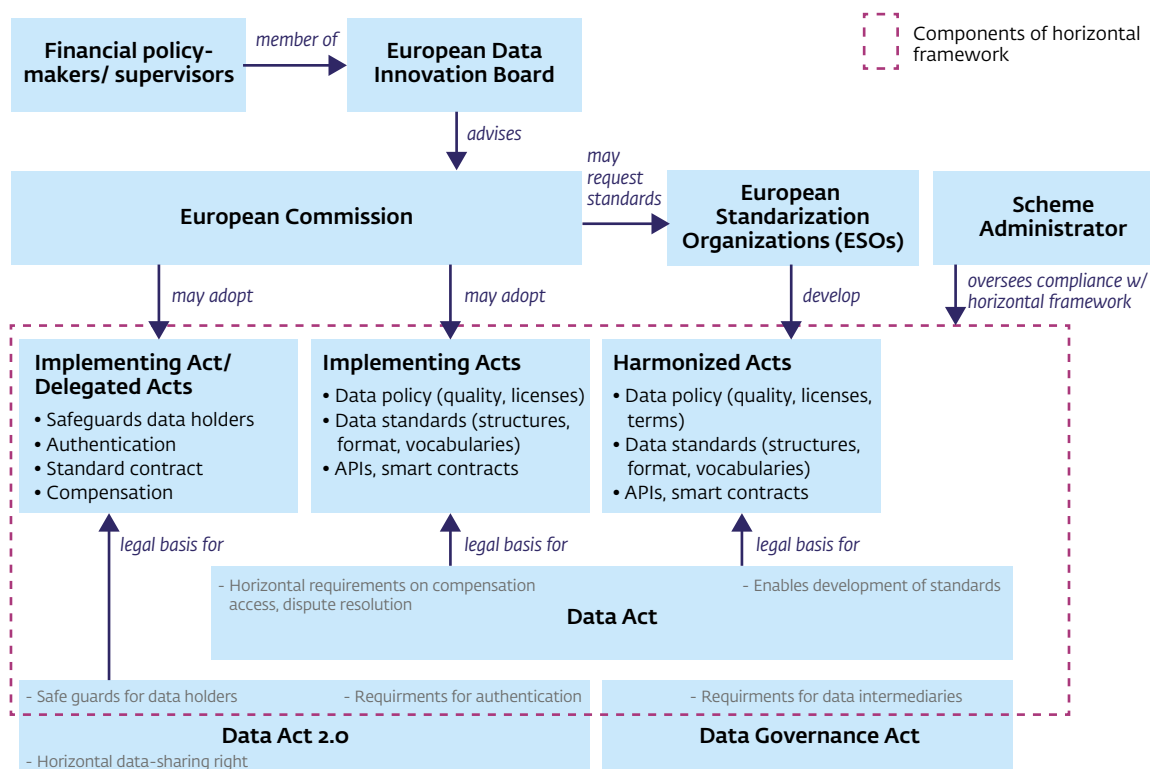 Financial policy-
makers/ supervisors
member of
European Data
Innovation Board
Components of horizontal
framework
advises
European Commission
may
request
standards
European
Standarization
Organizations (ESOs)
Scheme
Administrator
may adopt
may adopt
develop
oversees compliance w/
horizontal framework
Implementing Act/
Delegated Acts
• Safeguards data holders
• Authentication
• Standard contract
• Compensation
Implementing Acts
• Data policy (quality, licenses)
• Data standards (structures,
format, vocabularies)
• APIs, smart contracts
Harmonized Acts
• Data policy (quality, licenses,
terms)
• Data standards (structures,
format, vocabularies)
• APIs, smart contracts
legal basis for
legal basis for
legal basis for
- Horizontal requirements on compensation
access, dispute resolution
- Enables development of standards
Data Act
- Safe guards for data holders
- Requirments for authentication
Data Act 2.0
- Horizontal data-sharing right
- Requirments for data intermediaries
Data Governance Act